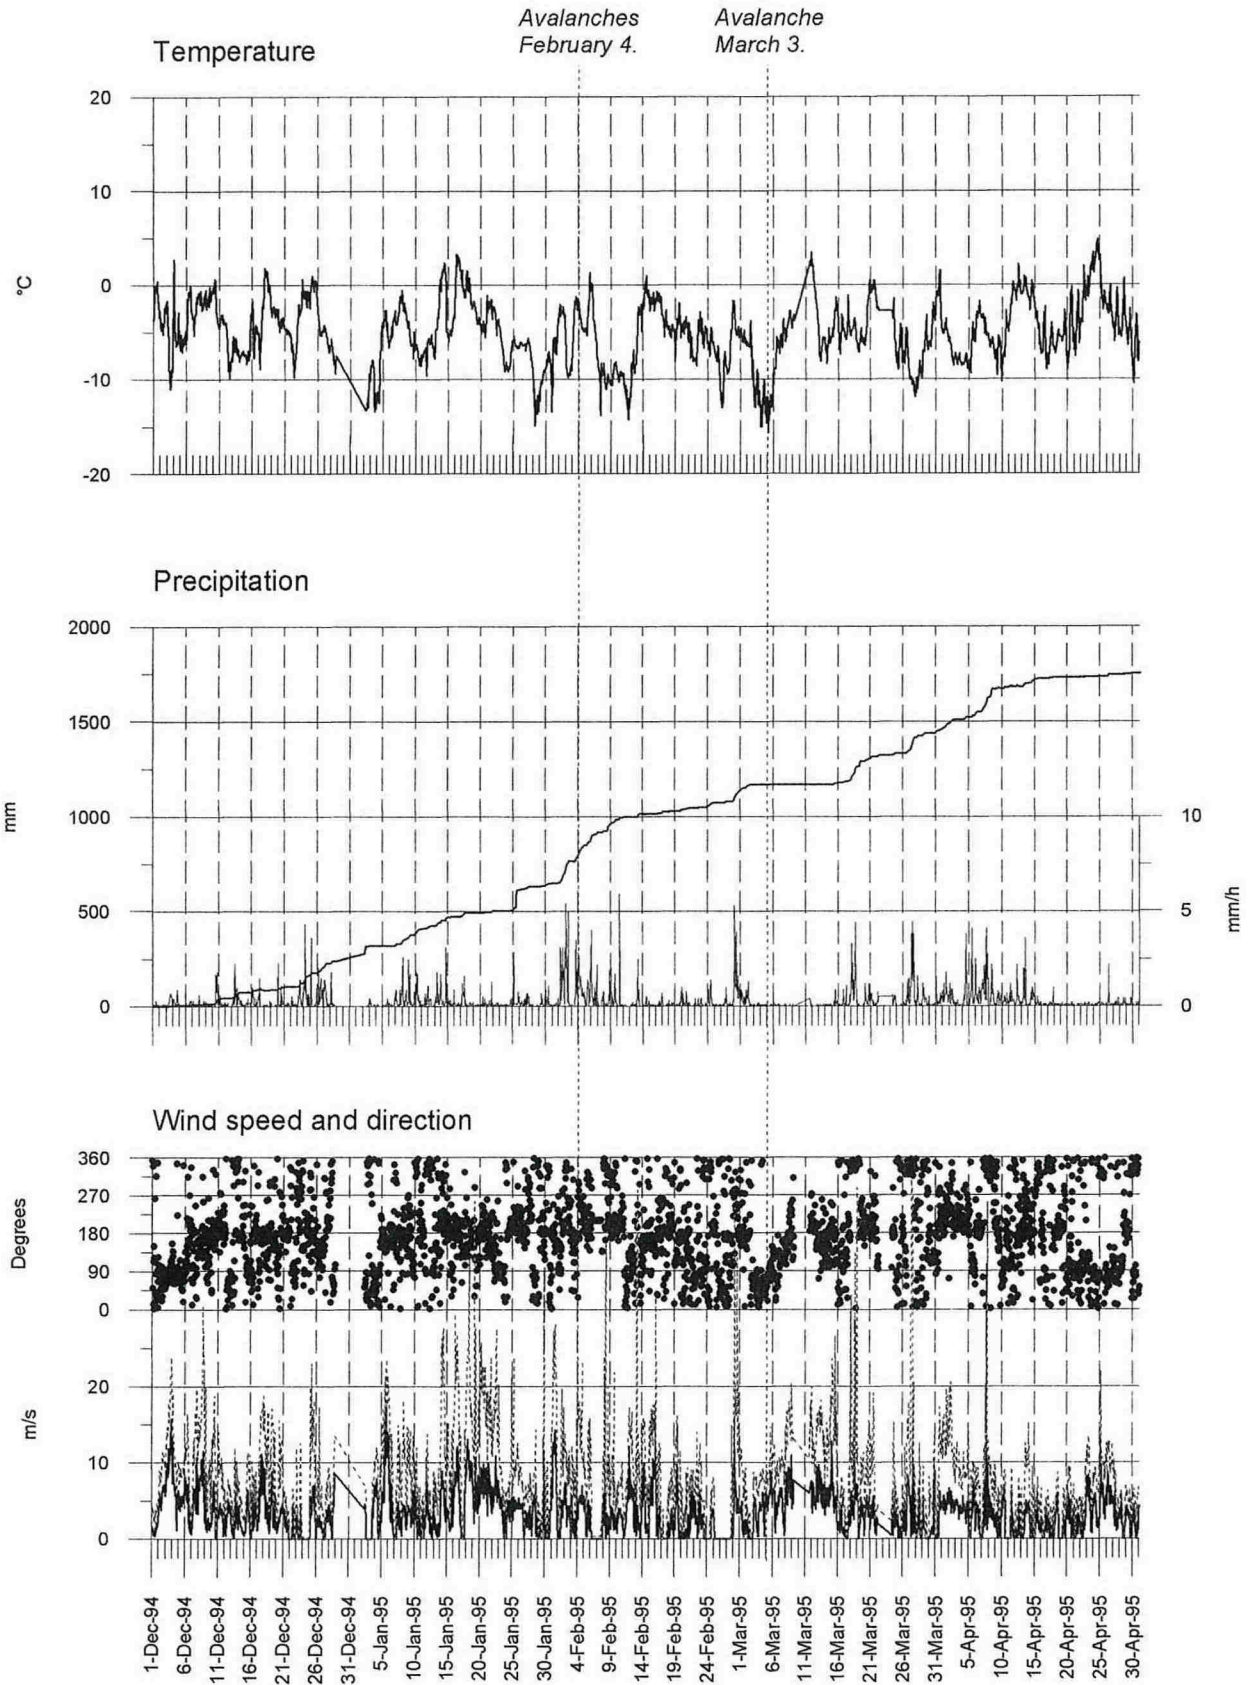 Avalanches
February 4.
Avalanche
March 3.
Temperature
20
10
0
-10
-20
°C
Precipitation
2000
1500
1000
500
0
mm
10
5
0
mm/h
Wind speed and direction
360
270
180
90
0
Degrees
20
10
0
m/s
1-Dec-94
6-Dec-94
11-Dec-94
16-Dec-94
21-Dec-94
26-Dec-94
31-Dec-94
5-Jan-95
10-Jan-95
15-Jan-95
20-Jan-95
25-Jan-95
30-Jan-95
4-Feb-95
9-Feb-95
14-Feb-95
19-Feb-95
24-Feb-95
1-Mar-95
6-Mar-95
11-Mar-95
16-Mar-95
21-Mar-95
26-Mar-95
31-Mar-95
5-Apr-95
10-Apr-95
15-Apr-95
20-Apr-95
25-Apr-95
30-Apr-95